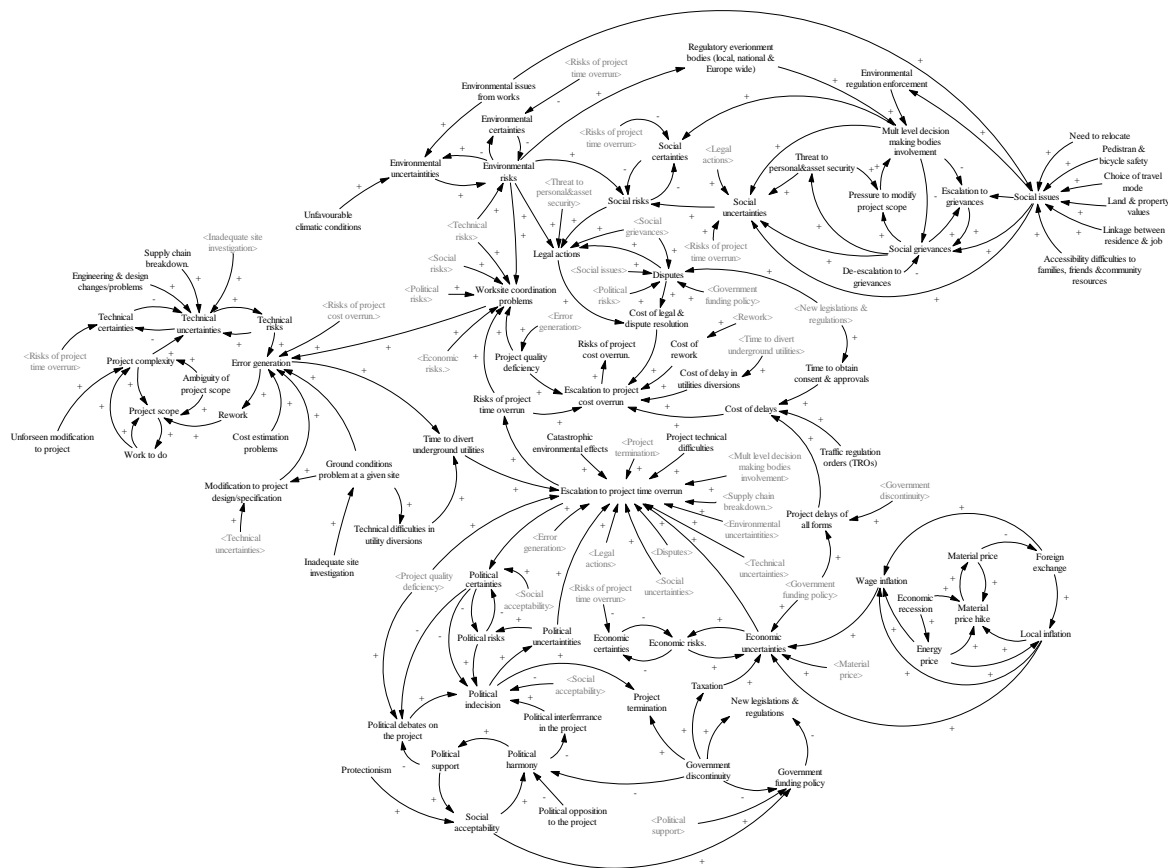 Regulatory everionment
bodies (local, national &
Europe wide)
<Risks of project
time overrun>
Environmental
regulation enforcement
Environmental issues
from works
Environmental
certainties
<Risks of project
time overrun>
Social
certainties
Mult level decision
making bodies
involvement
Need to relocate
Pedistran &
bicycle safety
<Legal
actions>
Threat to
personal&asset security
Environmental
uncertaintities
Environmental
risks
Choice of travel
mode
<Threat to
personal&asset
security>
Social risks
Social
uncertainties
Pressure to modify
project scope
Escalation to
grievances
Social issues
Land & property
values
Unfavourable
climatic conditions
<Technical
risks>
<Social
grievances>
Linkage between
residence & job
<Inadequate site
investigation>
Legal actions
<Risks of project
time overrun>
Social grievances
Accessibility difficulties to
families, friends &community
resources
Supply chain
breakdown.
<Social
risks>
<Social issues>
Disputes
De-escalation to
grievances
Engineering & design
changes/problems
<Political
risks>
Worksite coordination
problems
<Political
risks>
<Government
funding policy>
<Risks of project
cost overrun.>
<New legislations &
regulations>
Technical
certainties
Technical
uncertainties
Technical
risks
<Error
generation>
Cost of legal &
dispute resolution
<Rework>
<Risks of project
time overrun>
Project complexity
Error generation
<Economic
risks.>
Project quality
deficiency
Risks of project
cost overrun.
Cost of
rework
<Time to divert
underground utilities>
Ambiguity of
project scope
Cost of delay in
utilities diversions
Time to obtain
consent & approvals
Project scope
Rework
Risks of project
time overrun
Escalation to project
cost overrun
Cost of delays
Unforseen modification
to project
Work to do
Cost estimation
problems
Time to divert
underground utilities
Catastrophic
environmental effects
<Project
termination>
Project technical
difficulties
Traffic regulation
orders (TROs)
Ground conditions
problem at a given site
<Mult level decision
making bodies
involvement>
Modification to project
design/specification
Escalation to project time overrun
<Supply chain
breakdown.>
<Government
discontinuity>
<Technical
uncertainties>
Technical difficulties in
utility diversions
<Environmental
uncertainties>
Project delays of
all forms
Inadequate site
investigation
<Error
generation>
<Legal
actions>
<Disputes>
<Technical
uncertainties>
Material price
Foreign
exchange
<Project quality
deficiency>
Political
certainties
<Social
acceptability>
<Risks of project
time overrun>
<Social
uncertainties>
<Government
funding policy>
Wage inflation
Economic
recession
Material
price hike
Political risks
Political
uncertaintities
Economic
certainties
Economic risks.
Economic
uncertainties
Energy
price
Local inflation
<Social
acceptability>
<Material
price>
Political
indecision
Project
termination
Taxation
New legislations &
regulations
Political debates on
the project
Political interferrance
in the project
Protectionism
Political
support
Political
harmony
Government
discontinuity
Government
funding policy
Social
acceptability
Political opposition
to the project
<Political
support>